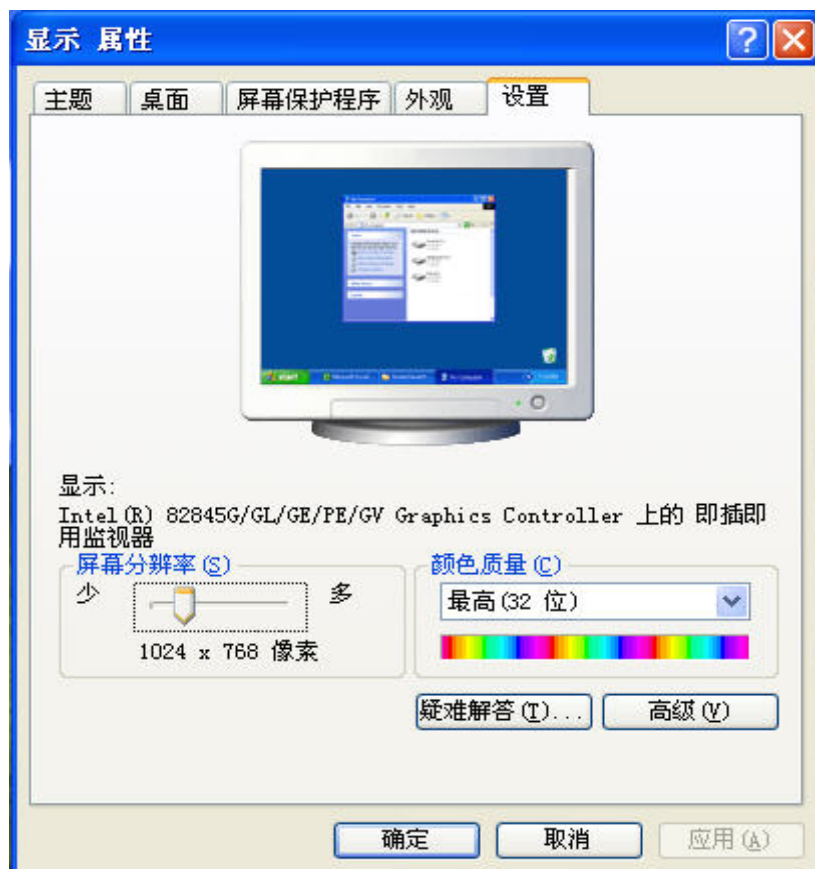 显示 属性
主题 桌面 屏幕保护程序 外观 设置
显示:
Intel(R) 82845G/GL/GE/PE/GV Graphics Controller 上的 即插即
用监视器
屏幕分辨率(S)
少 多
1024 x 768 像素
颜色质量(C)
最高(32 位)
疑难解答(T)... 高级(V)
确定 取消 应用(A)